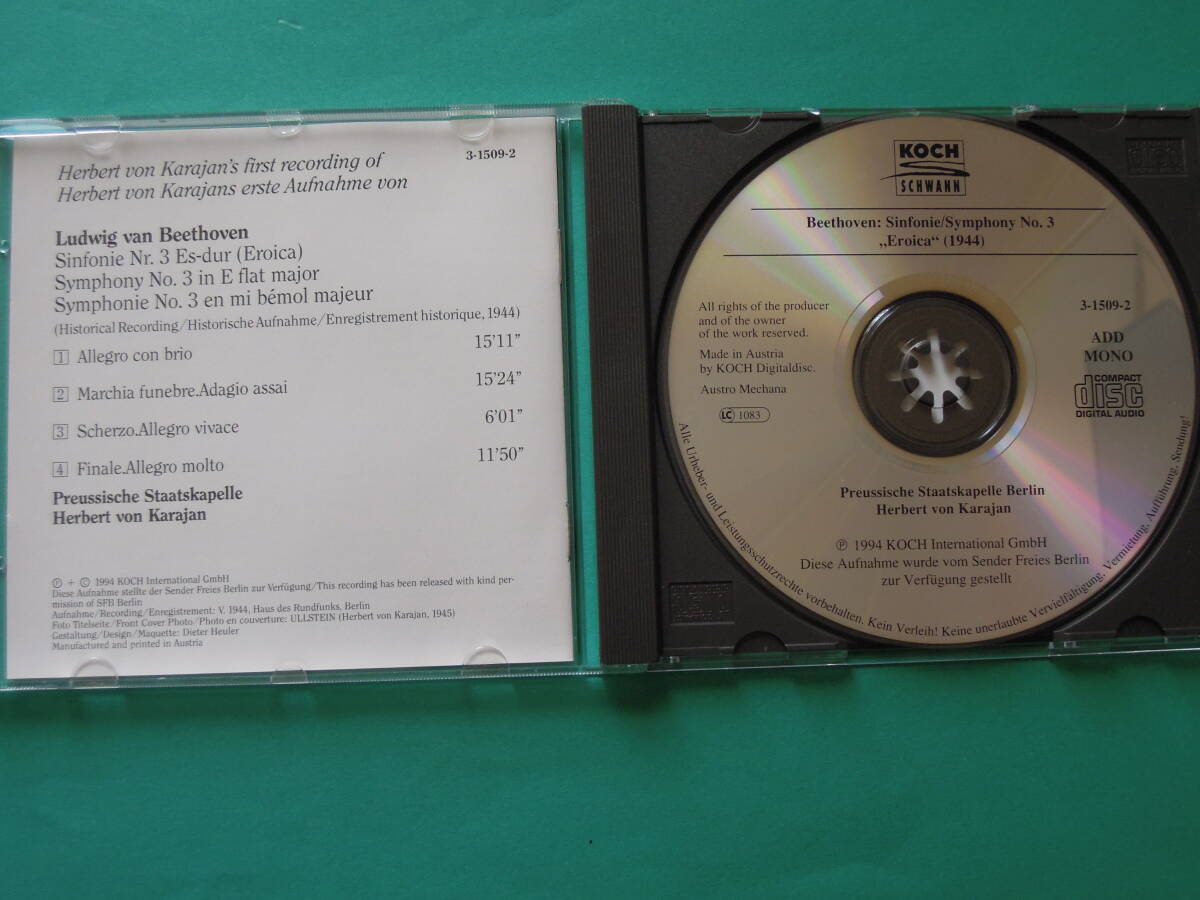 Herbert von Karajan's first recording of
3-1509-2
Herbert von Karajans erste Aufnahme von
Ludwig van Beethoven
Sinfonie Nr. 3 Es-dur (Eroica)
Symphony No. 3 in E flat major
Symphonie No. 3 en mi bémol majeur
(Historical Recording/Historische Aufnahme/Enregistrement historique, 1944)
1 Allegro con brio 15'11"
2 Marchia funebre.Adagio assai 15'24"
3 Scherzo.Allegro vivace 6'01"
4 Finale.Allegro molto 11'50"
Preussische Staatskapelle
Herbert von Karajan
℗ + © 1994 KOCH International GmbH
Diese Aufnahme stellte der Sender Freies Berlin zur Verfügung/This recording has been released with kind per-
mission of SFB Berlin
Aufnahme/Recording/Enregistrement: V. 1944, Haus des Rundfunks, Berlin
Foto Titelseite/Front Cover Photo/Photo en couverture: ULLSTEIN (Herbert von Karajan, 1945)
Gestaltung/Design/Maquette: Dieter Heuler
Manufactured and printed in Austria
KOCH
SCHWANN
Beethoven: Sinfonie/Symphony No. 3
„Eroica“ (1944)
All rights of the producer
and of the owner
of the work reserved.
Made in Austria
by KOCH Digitaldisc.
Austro Mechana
LC 1083
3-1509-2
ADD
MONO
COMPACT
disc
DIGITAL AUDIO
Preussische Staatskapelle Berlin
Herbert von Karajan
℗ 1994 KOCH International GmbH
Diese Aufnahme wurde vom Sender Freies Berlin
zur Verfügung gestellt
Alle Urheber- und Leistungsschutzrechte vorbehalten. Kein Verleih! Keine unerlaubte Vervielfältigung, Vermietung, Aufführung, Sendung!